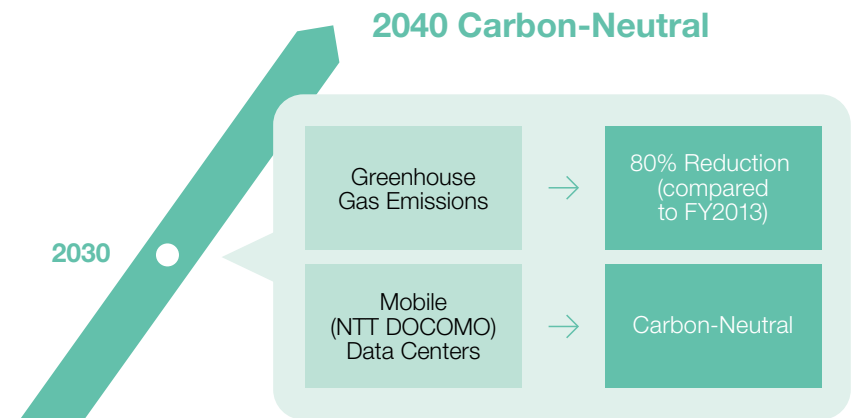 2040 Carbon-Neutral
2030
Greenhouse
Gas Emissions
80% Reduction
(compared
to FY2013)
Mobile
(NTT DOCOMO)
Data Centers
Carbon-Neutral